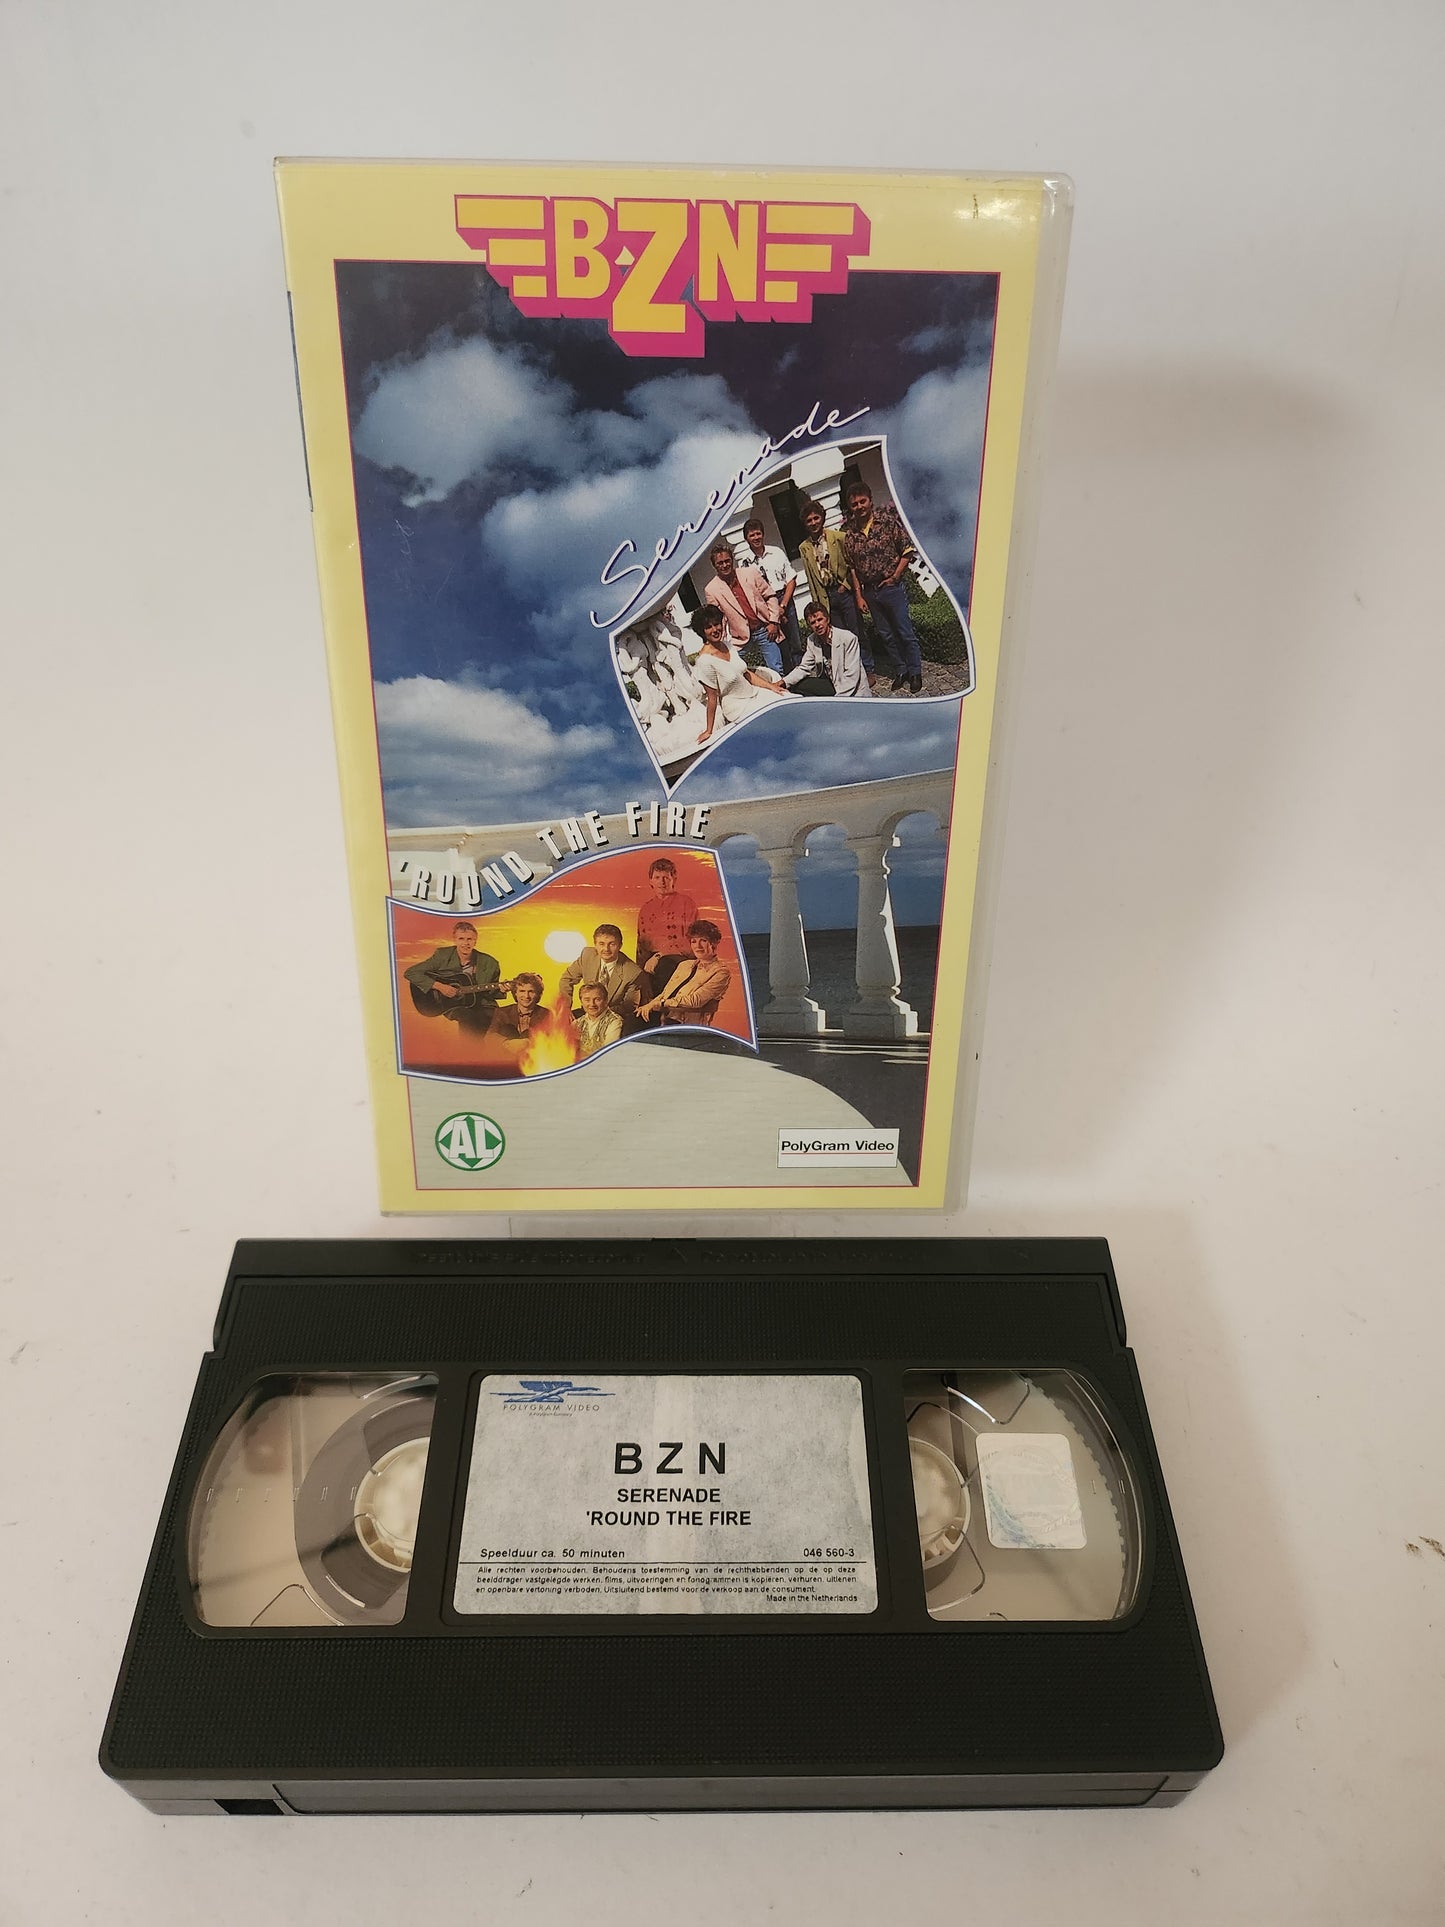 BZN
Serenade
'ROUND THE FIRE
AL
PolyGram Video
POLYGRAM VIDEO
A PolyGram Company
BZN
SERENADE
'ROUND THE FIRE
Speelduur ca. 50 minuten 046 560-3
Alle rechten voorbehouden. Behoudens toestemming van de rechthebbenden op de op deze
beelddrager vastgelegde werken, films, uitvoeringen en fonogrammen is kopiëren, verhuren, uitlenen
en openbare vertoning verboden. Uitsluitend bestemd voor de verkoop aan de consument.
Made in the Netherlands